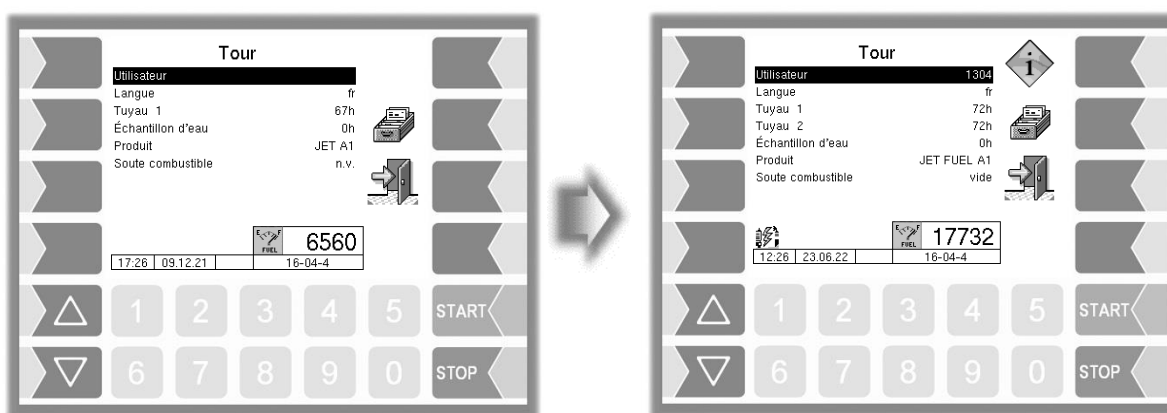 Tour
Utilisateur
Langue fr
Tuyau 1 67h
Échantillon d'eau 0h
Produit JET A1
Soute combustible n.v.
E F
FUEL
6560
17:26 09.12.21 16-04-4
1 2 3 4 5 START
6 7 8 9 0 STOP
Tour
i
Utilisateur 1304
Langue fr
Tuyau 1 72h
Tuyau 2 72h
Échantillon d'eau 0h
Produit JET FUEL A1
Soute combustible vide
E F
FUEL
17732
12:26 23.06.22 16-04-4
1 2 3 4 5 START
6 7 8 9 0 STOP